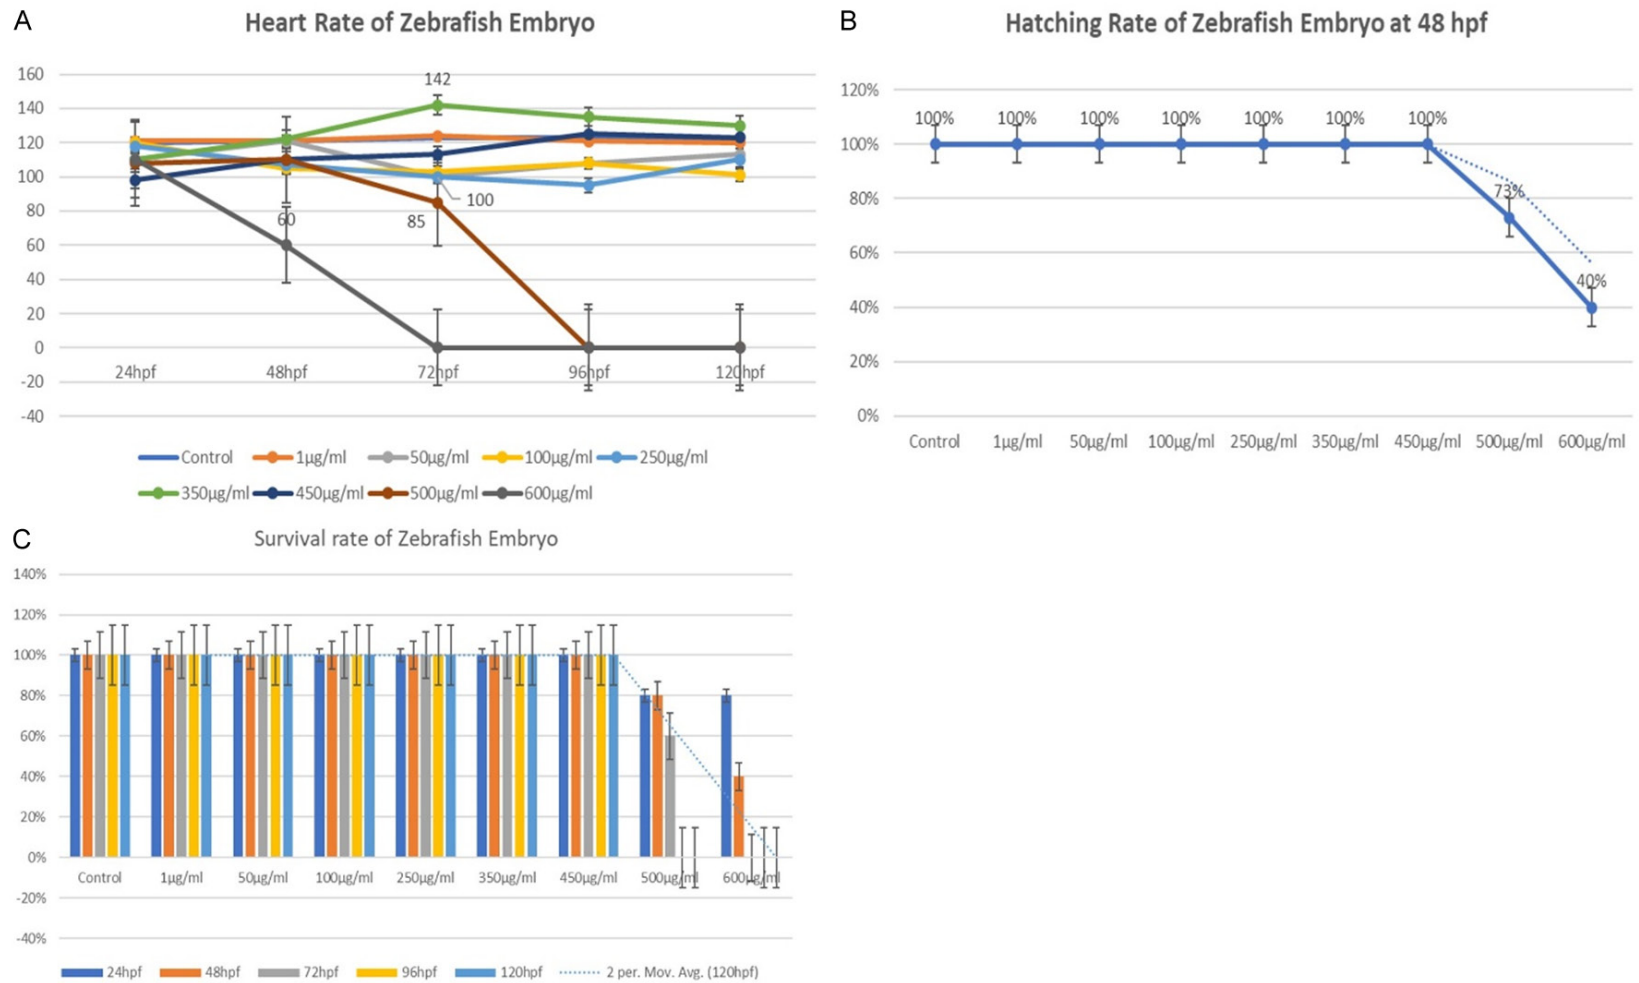 A
Heart Rate of Zebrafish Embryo
160
140
120
100
80
60
40
20
0
-20
-40
142
100
85
60
24hpf 48hpf 72hpf 96hpf 120hpf
Control 1µg/ml 50µg/ml 100µg/ml 250µg/ml
350µg/ml 450µg/ml 500µg/ml 600µg/ml
B
Hatching Rate of Zebrafish Embryo at 48 hpf
120%
100%
80%
60%
40%
20%
0%
100% 100% 100% 100% 100% 100% 100%
73%
40%
Control 1µg/ml 50µg/ml 100µg/ml 250µg/ml 350µg/ml 450µg/ml 500µg/ml 600µg/ml
C
Survival rate of Zebrafish Embryo
140%
120%
100%
80%
60%
40%
20%
0%
-20%
-40%
Control 1µg/ml 50µg/ml 100µg/ml 250µg/ml 350µg/ml 450µg/ml 500µg/ml 600µg/ml
24hpf 48hpf 72hpf 96hpf 120hpf 2 per. Mov. Avg. (120hpf)